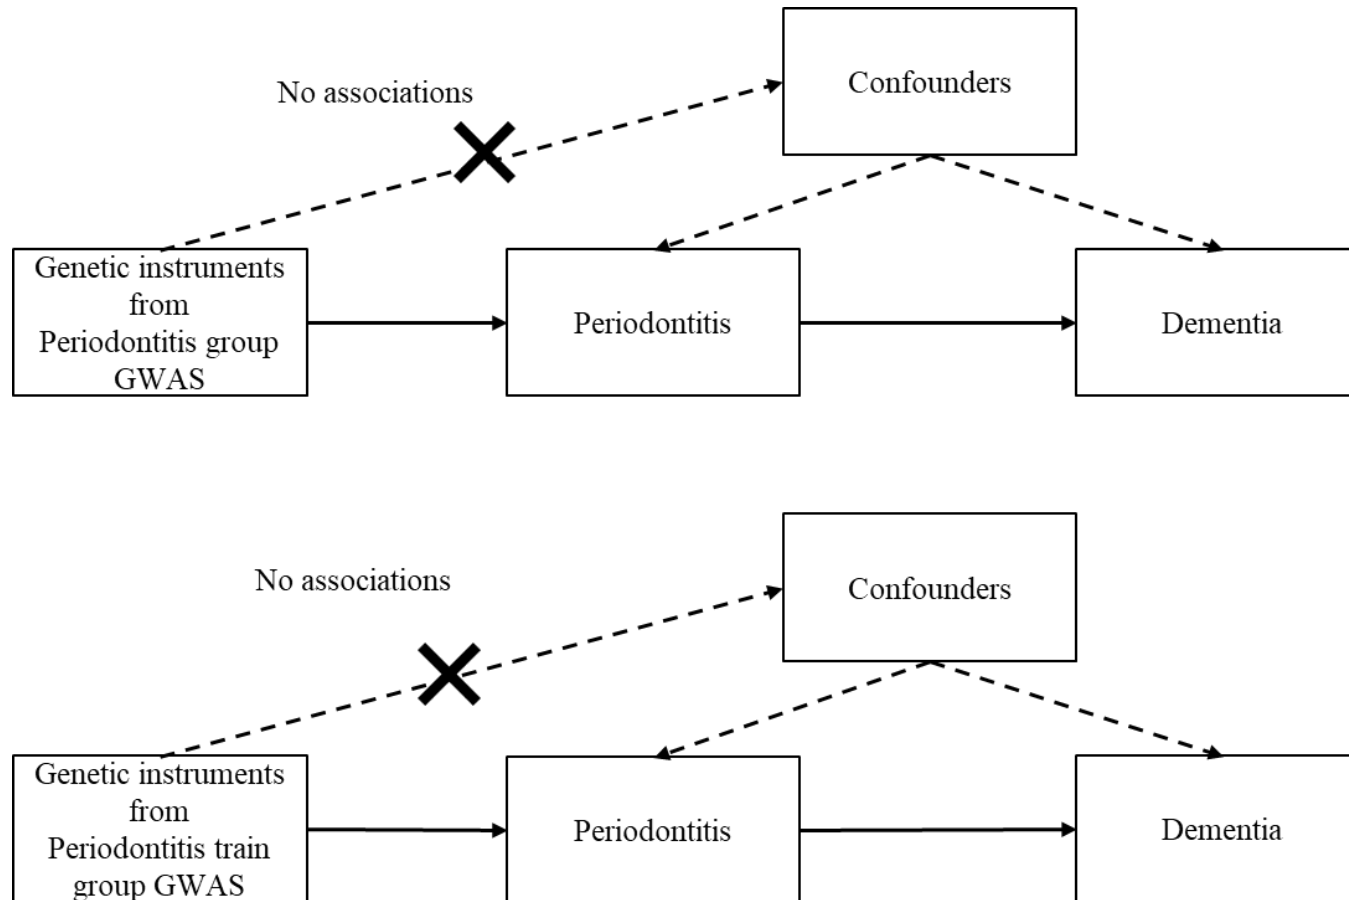 No associations
Confounders
Genetic instruments
from
Periodontitis group
GWAS
Periodontitis
Dementia
No associations
Confounders
Genetic instruments
from
Periodontitis train
group GWAS
Periodontitis
Dementia